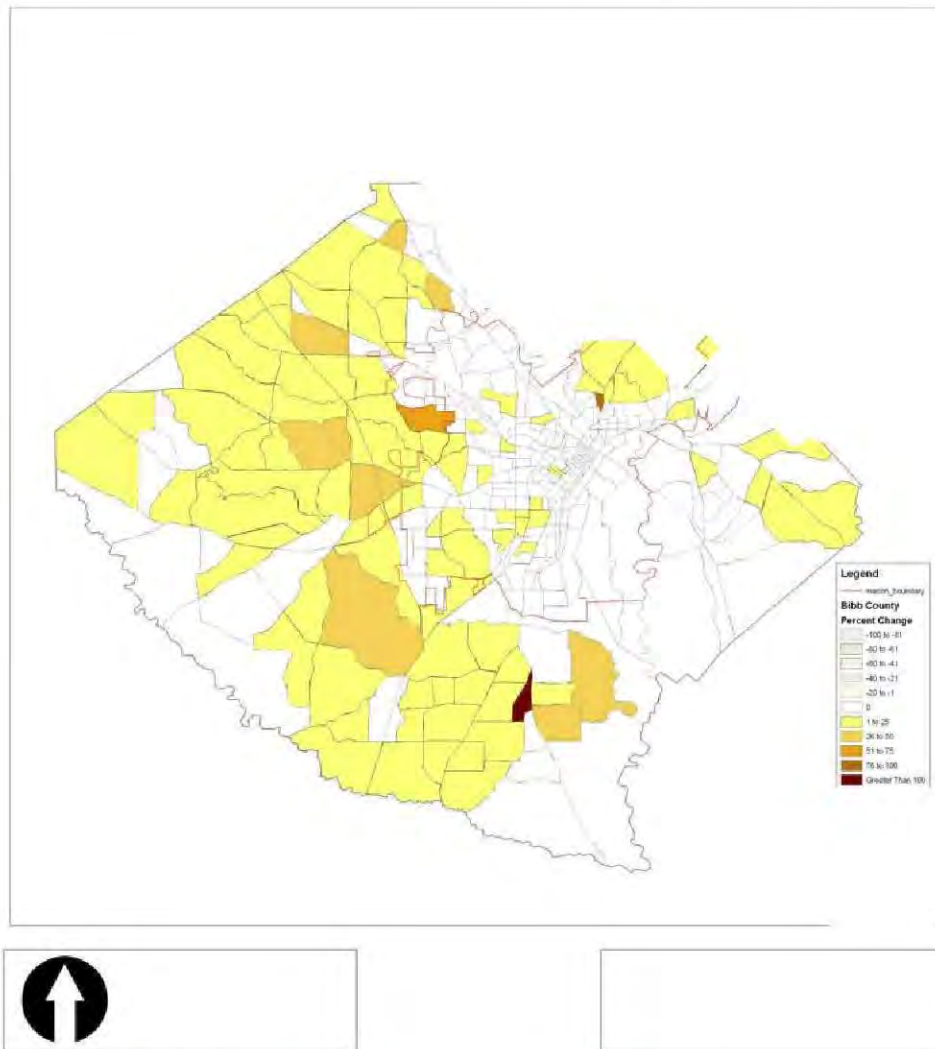 Legend
macon_boundary
Bibb County
Percent Change
-100 to -81
-80 to -61
-60 to -41
-40 to -21
-20 to -1
0
1 to 25
26 to 50
51 to 75
76 to 100
Greater Than 100